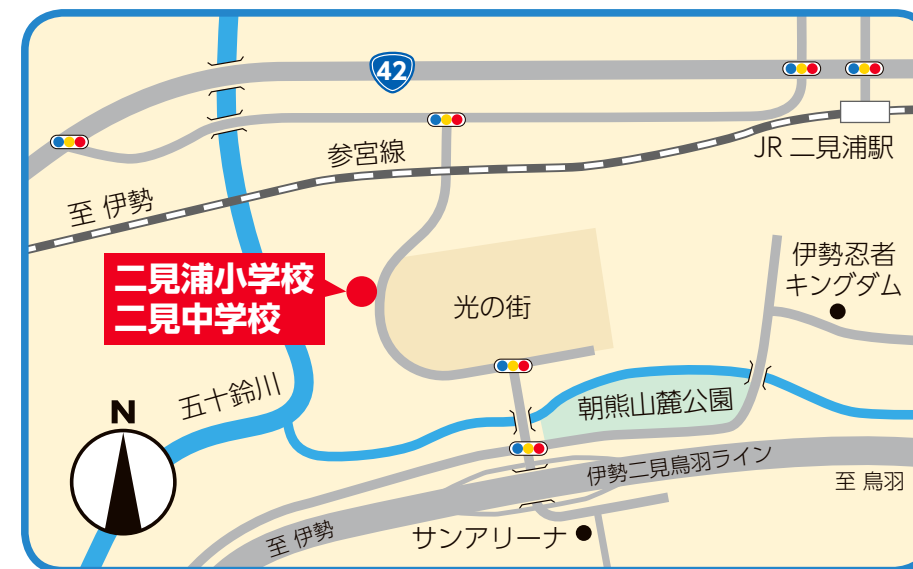 42
参宮線
JR 二見浦駅
至 伊勢
二見浦小学校
二見中学校
光の街
伊勢忍者
キングダム
五十鈴川
朝熊山麓公園
N
伊勢二見鳥羽ライン
至 鳥羽
至 伊勢
サンアリーナ